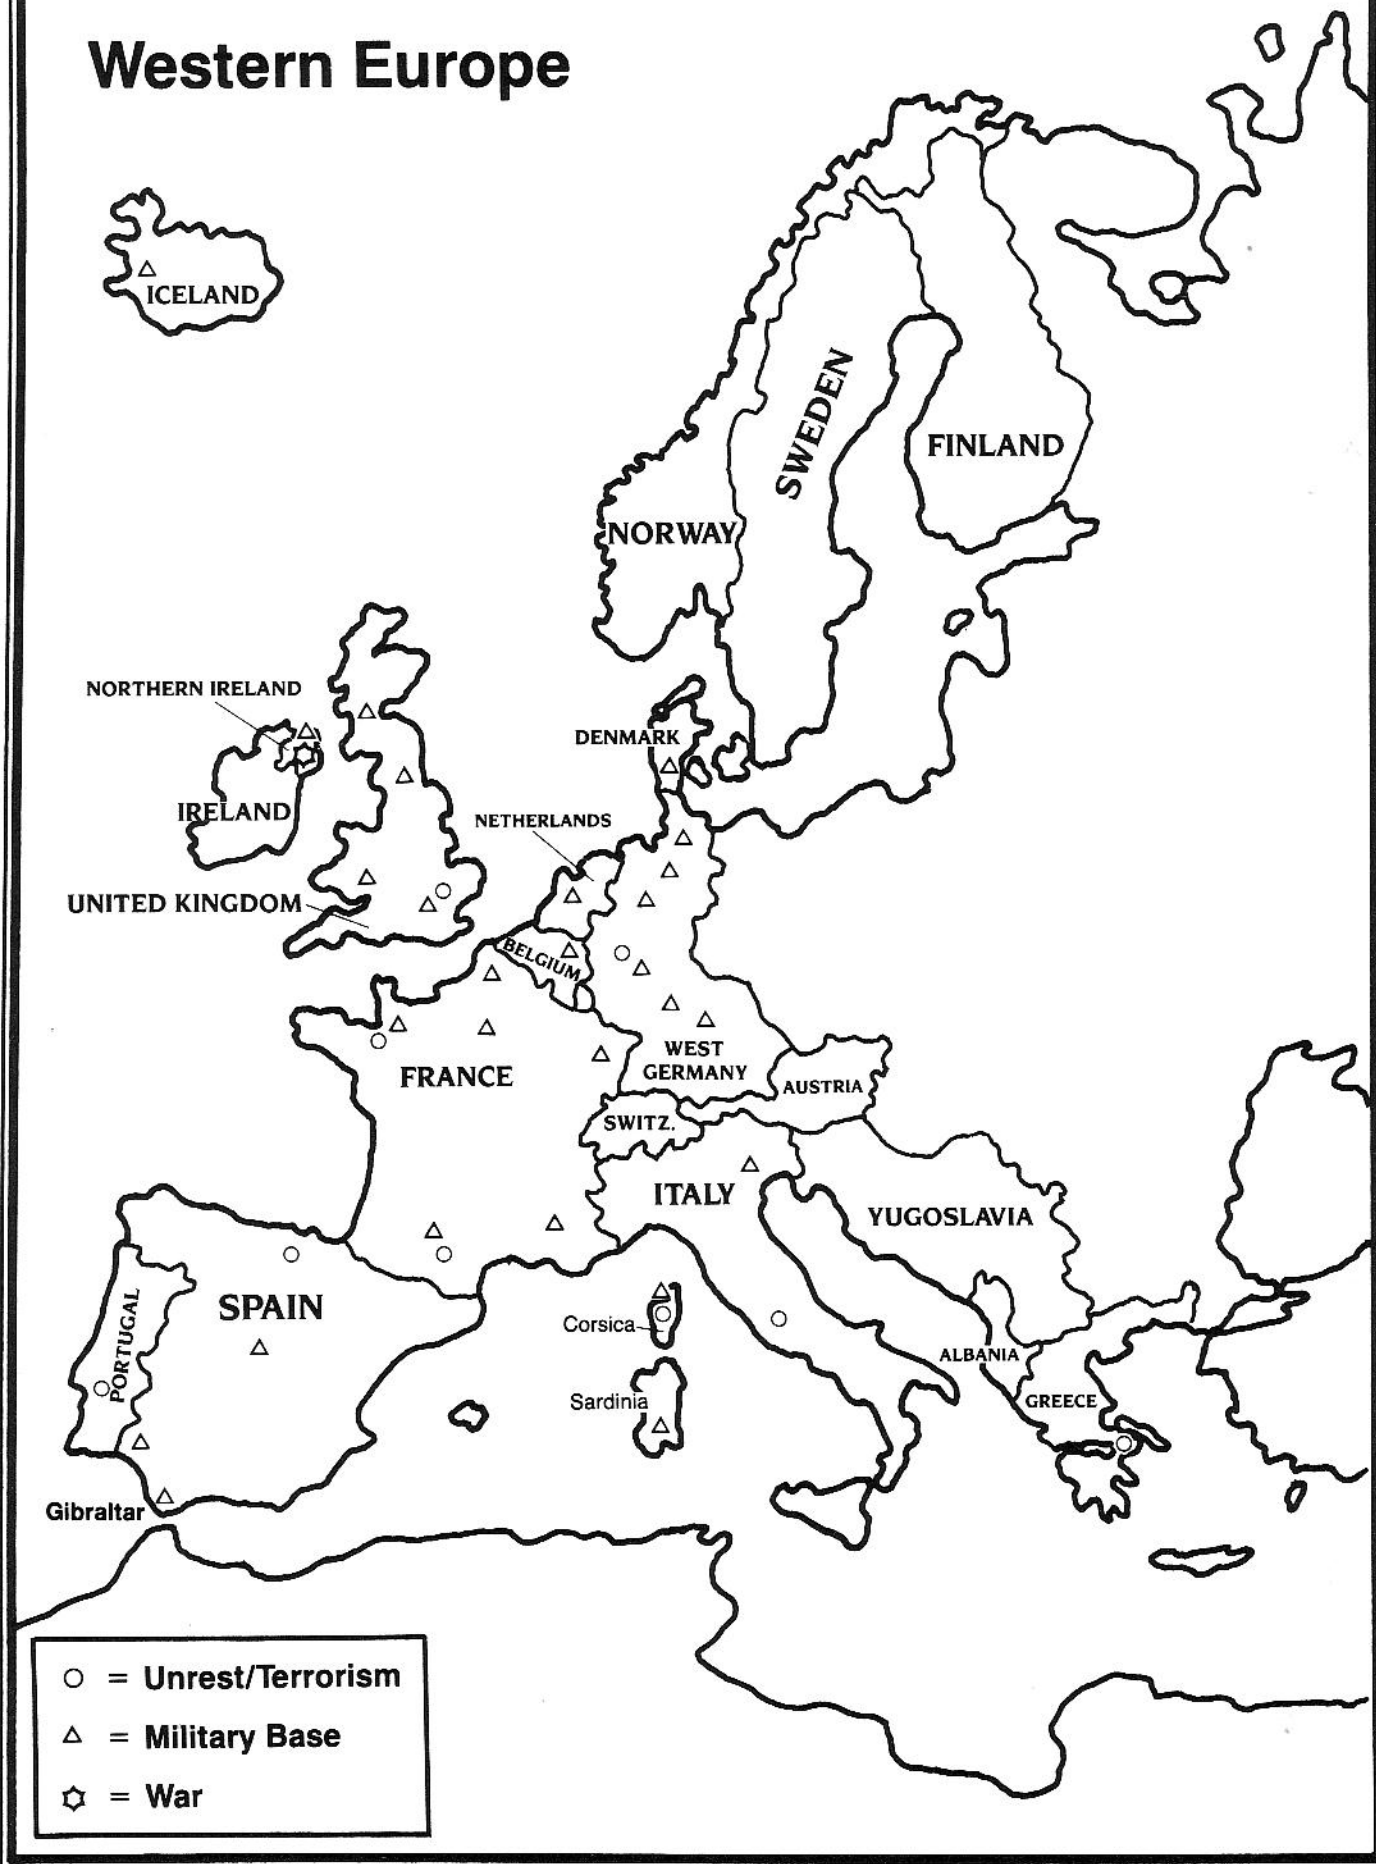 Western Europe
ICELAND
SWEDEN
FINLAND
NORWAY
NORTHERN IRELAND
DENMARK
IRELAND
NETHERLANDS
UNITED KINGDOM
BELGIUM
WEST
GERMANY
FRANCE
AUSTRIA
SWITZ.
ITALY
YUGOSLAVIA
SPAIN
PORTUGAL
Corsica
ALBANIA
Sardinia
GREECE
Gibraltar
= Unrest/Terrorism
= Military Base
= War